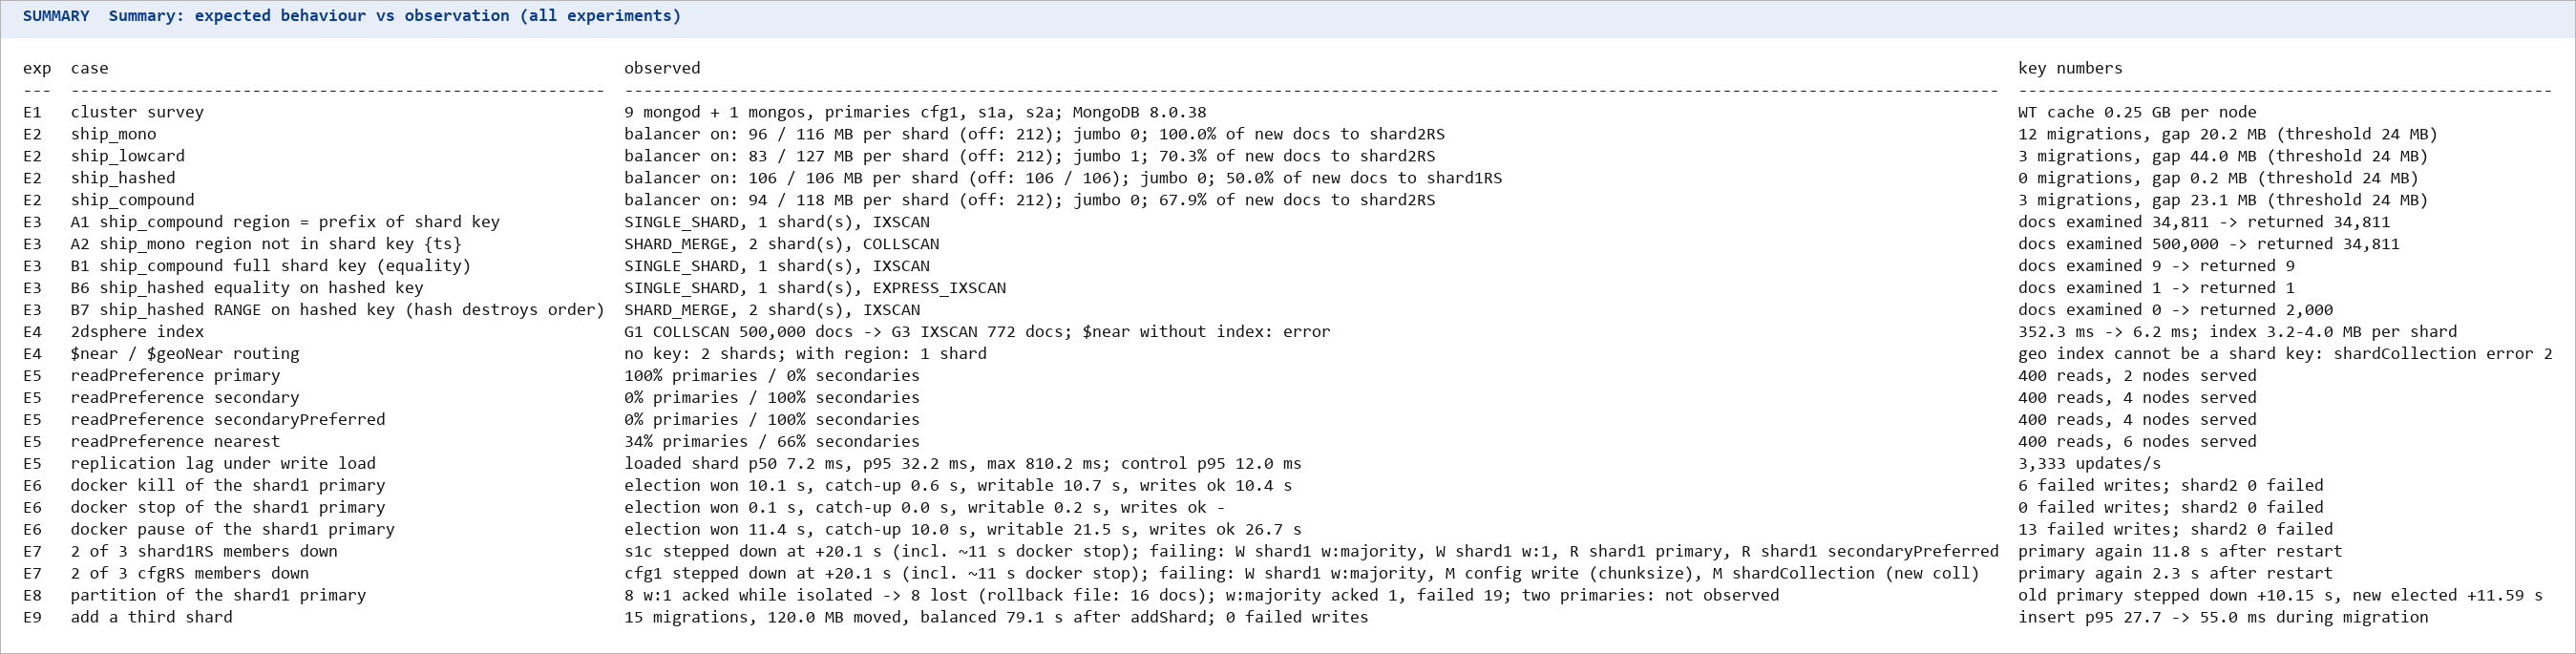 SUMMARY  Summary: expected behaviour vs observation (all experiments)
exp  case  observed  key numbers
---  --------------------------------------------------------  ------------------------------------------------------------------------------------------------------------------------------------------------  --------------------------------------------------------
E1  cluster survey  9 mongod + 1 mongos, primaries cfg1, s1a, s2a; MongoDB 8.0.38  WT cache 0.25 GB per node
E2  ship_mono  balancer on: 96 / 116 MB per shard (off: 212); jumbo 0; 100.0% of new docs to shard2RS  12 migrations, gap 20.2 MB (threshold 24 MB)
E2  ship_lowcard  balancer on: 83 / 127 MB per shard (off: 212); jumbo 1; 70.3% of new docs to shard2RS  3 migrations, gap 44.0 MB (threshold 24 MB)
E2  ship_hashed  balancer on: 106 / 106 MB per shard (off: 106 / 106); jumbo 0; 50.0% of new docs to shard1RS  0 migrations, gap 0.2 MB (threshold 24 MB)
E2  ship_compound  balancer on: 94 / 118 MB per shard (off: 212); jumbo 0; 67.9% of new docs to shard2RS  3 migrations, gap 23.1 MB (threshold 24 MB)
E3  A1 ship_compound region = prefix of shard key  SINGLE_SHARD, 1 shard(s), IXSCAN  docs examined 34,811 -> returned 34,811
E3  A2 ship_mono region not in shard key {ts}  SHARD_MERGE, 2 shard(s), COLLSCAN  docs examined 500,000 -> returned 34,811
E3  B1 ship_compound full shard key (equality)  SINGLE_SHARD, 1 shard(s), IXSCAN  docs examined 9 -> returned 9
E3  B6 ship_hashed equality on hashed key  SINGLE_SHARD, 1 shard(s), EXPRESS_IXSCAN  docs examined 1 -> returned 1
E3  B7 ship_hashed RANGE on hashed key (hash destroys order)  SHARD_MERGE, 2 shard(s), IXSCAN  docs examined 0 -> returned 2,000
E4  2dsphere index  G1 COLLSCAN 500,000 docs -> G3 IXSCAN 772 docs; $near without index: error  352.3 ms -> 6.2 ms; index 3.2-4.0 MB per shard
E4  $near / $geoNear routing  no key: 2 shards; with region: 1 shard  geo index cannot be a shard key: shardCollection error 2
E5  readPreference primary  100% primaries / 0% secondaries  400 reads, 2 nodes served
E5  readPreference secondary  0% primaries / 100% secondaries  400 reads, 4 nodes served
E5  readPreference secondaryPreferred  0% primaries / 100% secondaries  400 reads, 4 nodes served
E5  readPreference nearest  34% primaries / 66% secondaries  400 reads, 6 nodes served
E5  replication lag under write load  loaded shard p50 7.2 ms, p95 32.2 ms, max 810.2 ms; control p95 12.0 ms  3,333 updates/s
E6  docker kill of the shard1 primary  election won 10.1 s, catch-up 0.6 s, writable 10.7 s, writes ok 10.4 s  6 failed writes; shard2 0 failed
E6  docker stop of the shard1 primary  election won 0.1 s, catch-up 0.0 s, writable 0.2 s, writes ok -  0 failed writes; shard2 0 failed
E6  docker pause of the shard1 primary  election won 11.4 s, catch-up 10.0 s, writable 21.5 s, writes ok 26.7 s  13 failed writes; shard2 0 failed
E7  2 of 3 shard1RS members down  s1c stepped down at +20.1 s (incl. ~11 s docker stop); failing: W shard1 w:majority, W shard1 w:1, R shard1 primary, R shard1 secondaryPreferred  primary again 11.8 s after restart
E7  2 of 3 cfgRS members down  cfg1 stepped down at +20.1 s (incl. ~11 s docker stop); failing: W shard1 w:majority, M config write (chunksize), M shardCollection (new coll)  primary again 2.3 s after restart
E8  partition of the shard1 primary  8 w:1 acked while isolated -> 8 lost (rollback file: 16 docs); w:majority acked 1, failed 19; two primaries: not observed  old primary stepped down +10.15 s, new elected +11.59 s
E9  add a third shard  15 migrations, 120.0 MB moved, balanced 79.1 s after addShard; 0 failed writes  insert p95 27.7 -> 55.0 ms during migration